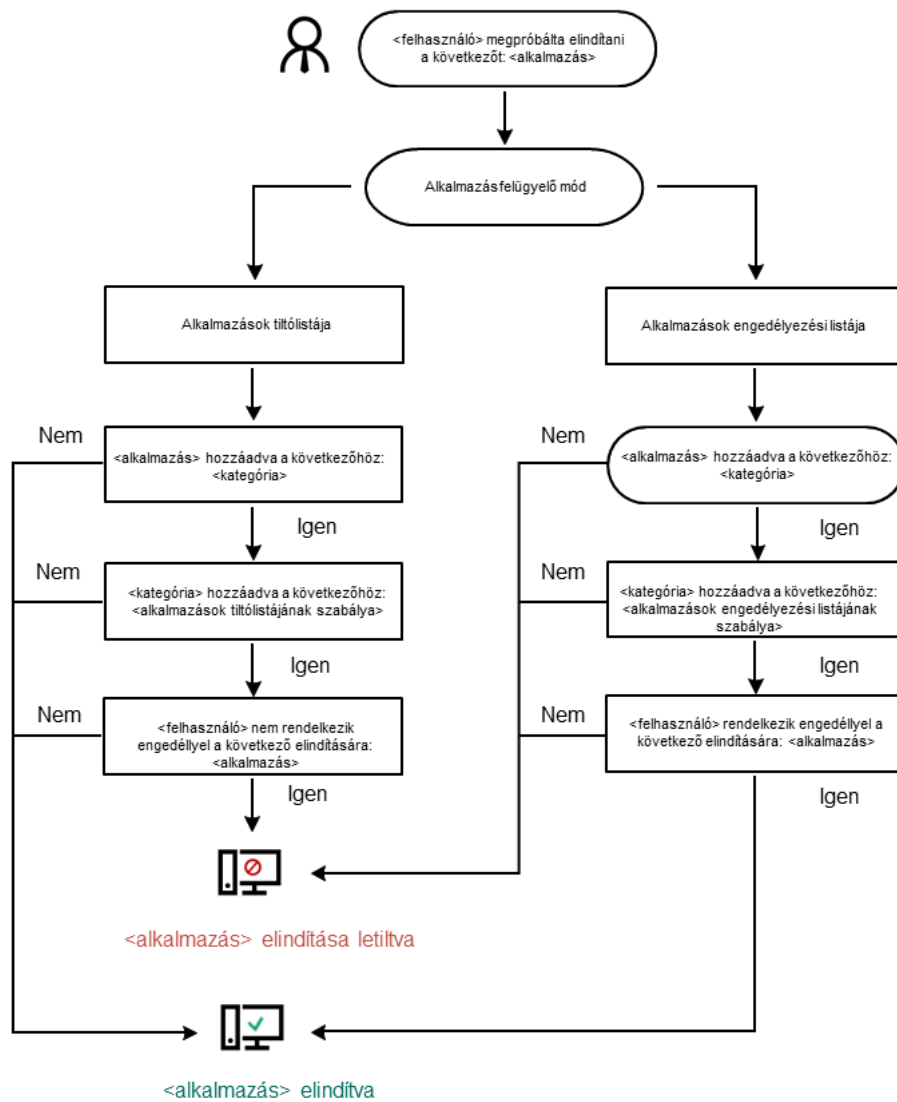 <felhasználó> megpróbálta elindítani
a következőt: <alkalmazás>
Alkalmazásfelügyelő mód
Alkalmazások tiltólistája
Alkalmazások engedélyezési listája
Nem
<alkalmazás> hozzáadva a következőhöz:
<kategória>
Igen
Nem
<alkalmazás> hozzáadva a következőhöz:
<kategória>
Igen
Nem
<kategória> hozzáadva a következőhöz:
<alkalmazások tiltólistájának szabálya>
Igen
Nem
<kategória> hozzáadva a következőhöz:
<alkalmazások engedélyezési listájának
szabálya>
Igen
Nem
<felhasználó> nem rendelkezik
engedéllyel a következő elindítására:
<alkalmazás>
Igen
Nem
<felhasználó> rendelkezik engedéllyel a
következő elindítására: <alkalmazás>
Igen
<alkalmazás> elindítása letiltva
<alkalmazás> elindítva